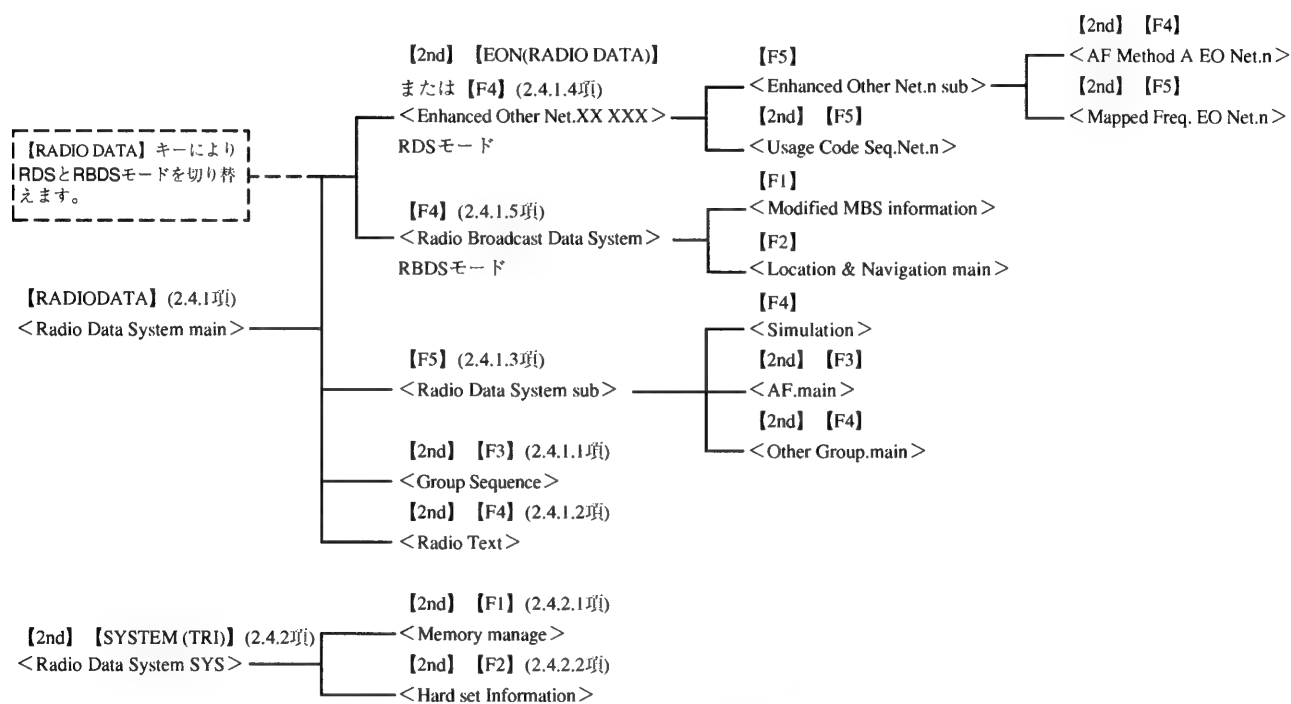 【2nd】 【F4】
<AF Method A EO Net.n>
【2nd】 【F5】
<Mapped Freq. EO Net.n>
【2nd】 【EON(RADIO DATA)】
または【F4】(2.4.1.4項)
<Enhanced Other Net.XX XXX>
RDSモード
【F5】
<Enhanced Other Net.n sub>
【2nd】 【F5】
<Usage Code Seq.Net.n>
【RADIO DATA】キーにより
RDSとRBDSモードを切り替
えます。
【F4】(2.4.1.5項)
<Radio Broadcast Data System>
RBDSモード
【F1】
<Modified MBS information>
【F2】
<Location & Navigation main>
【RADIODATA】(2.4.1項)
<Radio Data System main>
【F5】(2.4.1.3項)
<Radio Data System sub>
【F4】
<Simulation>
【2nd】 【F3】
<AF.main>
【2nd】 【F4】
<Other Group.main>
【2nd】 【F3】(2.4.1.1項)
<Group Sequence>
【2nd】 【F4】(2.4.1.2項)
<Radio Text>
【2nd】 【SYSTEM (TRI)】(2.4.2項)
<Radio Data System SYS>
【2nd】 【F1】(2.4.2.1項)
<Memory manage>
【2nd】 【F2】(2.4.2.2項)
<Hard set Information>